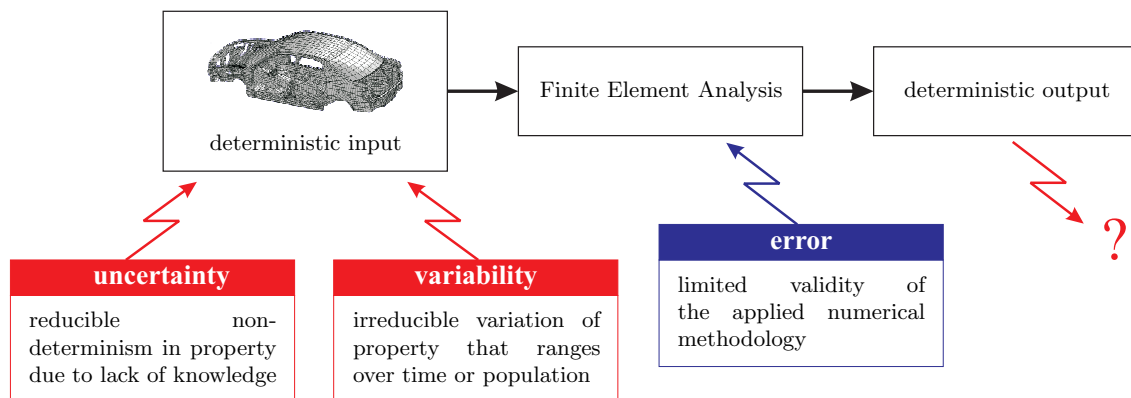 deterministic input
Finite Element Analysis
deterministic output
uncertainty
reducible non-
determinism in property
due to lack of knowledge
variability
irreducible variation of
property that ranges
over time or population
error
limited validity of
the applied numerical
methodology
?